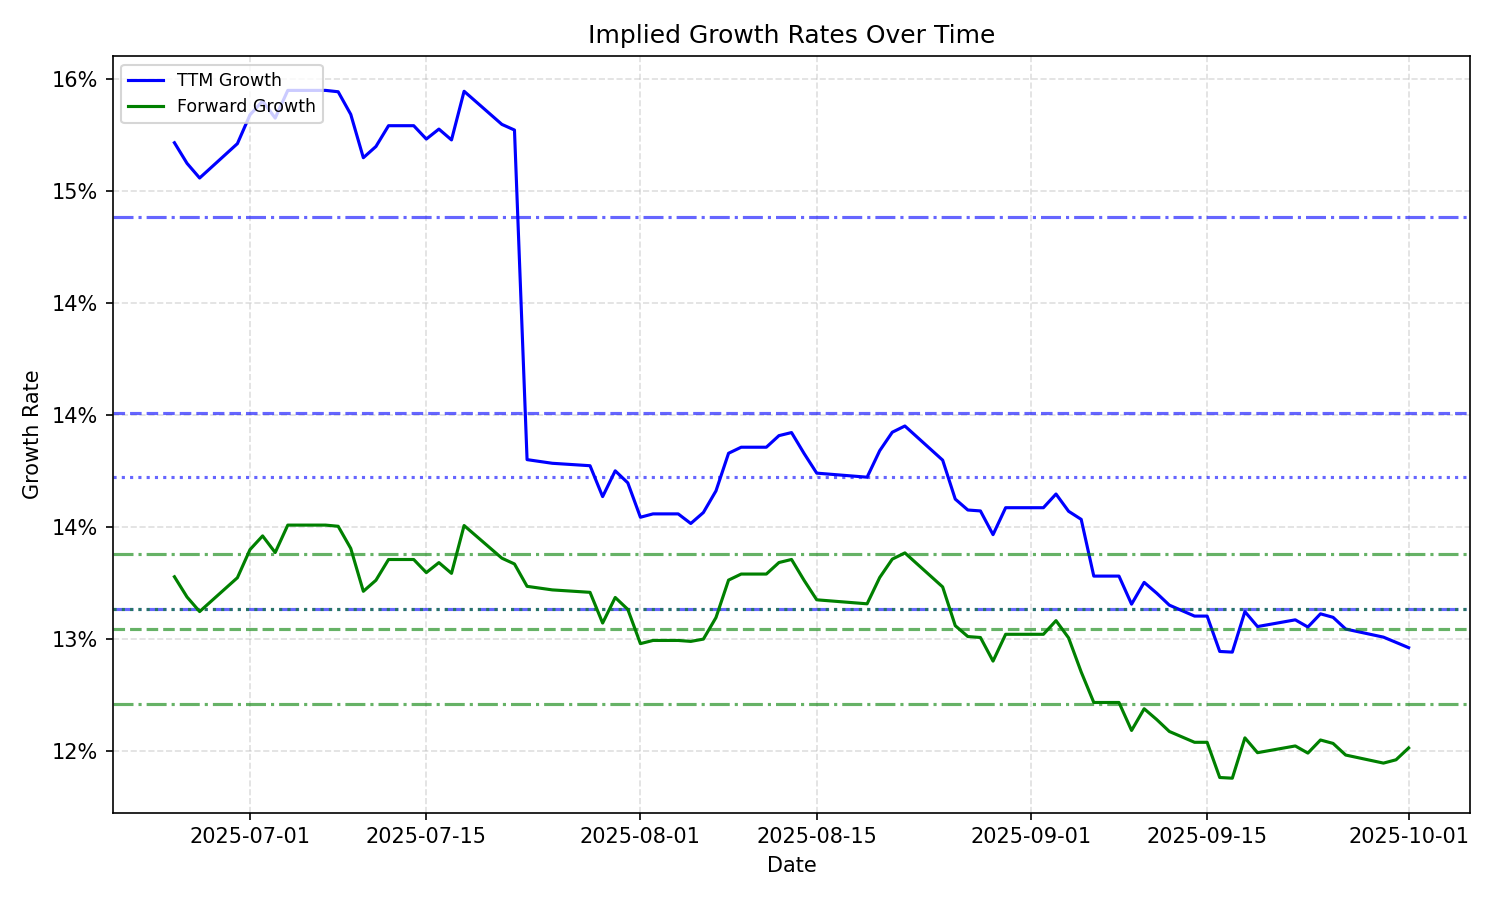 Implied Growth Rates Over Time
TTM Growth
Forward Growth
16%
15%
14%
14%
14%
13%
12%
Growth Rate
2025-07-01
2025-07-15
2025-08-01
2025-08-15
2025-09-01
2025-09-15
2025-10-01
Date